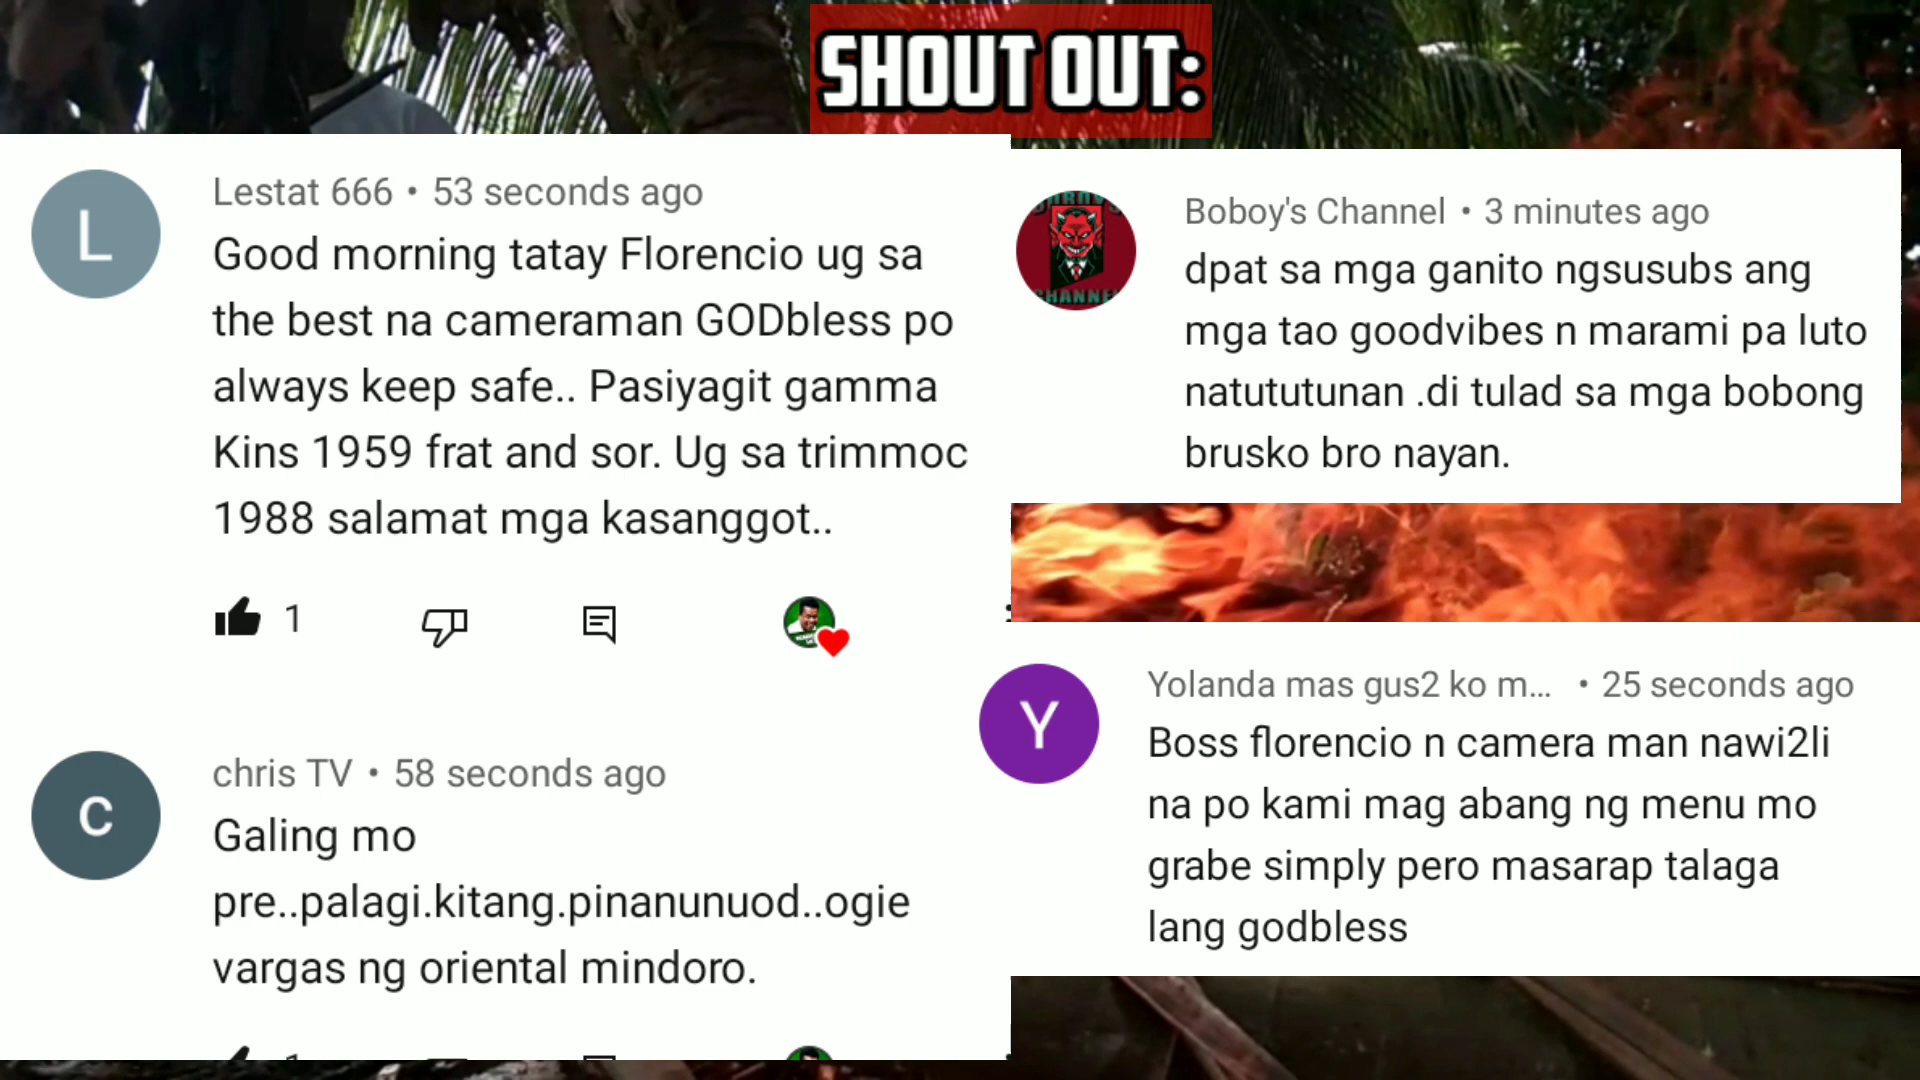 SHOUT OUT:
L
Lestat 666 • 53 seconds ago
Good morning tatay Florencio ug sa
the best na cameraman GODbless po
always keep safe.. Pasiyagit gamma
Kins 1959 frat and sor. Ug sa trimmoc
1988 salamat mga kasanggot..
1
C
chris TV • 58 seconds ago
Galing mo
pre..palagi.kitang.pinanunuod..ogie
vargas ng oriental mindoro.
1
CHANNEL
Boboy's Channel • 3 minutes ago
dpat sa mga ganito ngsusubs ang
mga tao goodvibes n marami pa luto
natututunan .di tulad sa mga bobong
brusko bro nayan.
Y
Yolanda mas gus2 ko m... • 25 seconds ago
Boss florencio n camera man nawi2li
na po kami mag abang ng menu mo
grabe simply pero masarap talaga
lang godbless